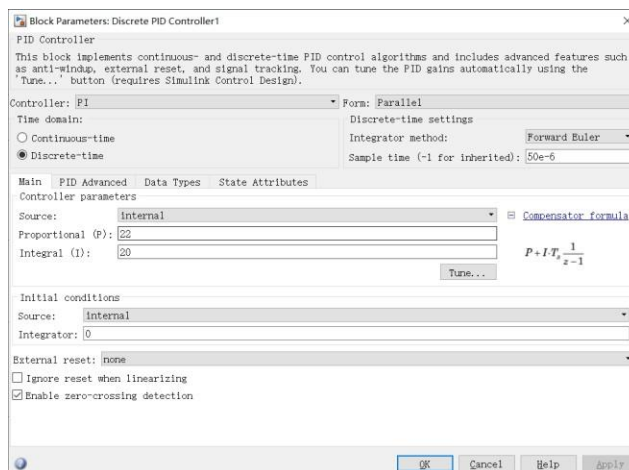 Block Parameters: Discrete PID Controller1
PID Controller
This block implements continuous- and discrete-time PID control algorithms and includes advanced features such
as anti-windup, external reset, and signal tracking. You can tune the PID gains automatically using the
'Tune...' button (requires Simulink Control Design).
Controller: PI Form: Parallel
Time domain: Discrete-time settings
Continuous-time Integrator method: Forward Euler
Discrete-time Sample time (-1 for inherited): 50e-6
Main PID Advanced Data Types State Attributes
Controller parameters
Source: internal Compensator formula
Proportional (P): 22
Integral (I): 20
P+I·Tₛ 1/(z−1)
Tune...
Initial conditions
Source: internal
Integrator: 0
External reset: none
Ignore reset when linearizing
Enable zero-crossing detection
OK Cancel Help Apply